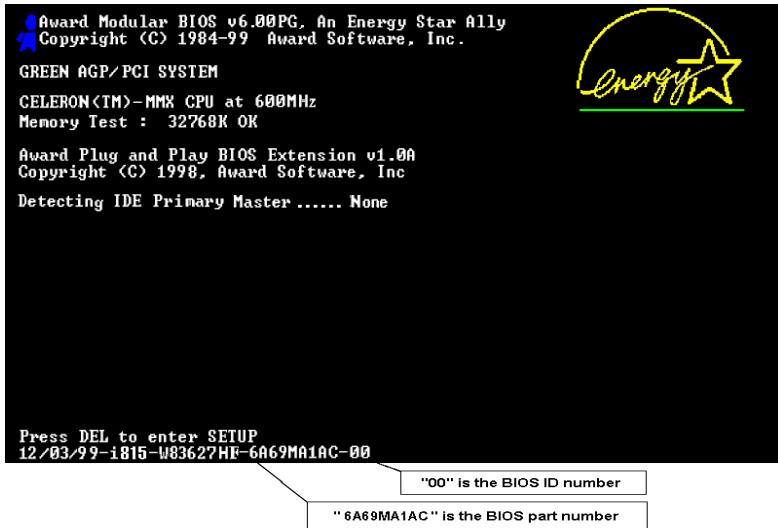 Award Modular BIOS v6.00PG, An Energy Star Ally
Copyright (C) 1984-99 Award Software, Inc.
energy
GREEN AGP/PCI SYSTEM
CELERON(TM)-MMX CPU at 600MHz
Memory Test : 32768K OK
Award Plug and Play BIOS Extension v1.0A
Copyright (C) 1998, Award Software, Inc
Detecting IDE Primary Master ...... None
Press DEL to enter SETUP
12/03/99-i815-W83627HF-6A69MA1AC-00
"00" is the BIOS ID number
"6A69MA1AC" is the BIOS part number